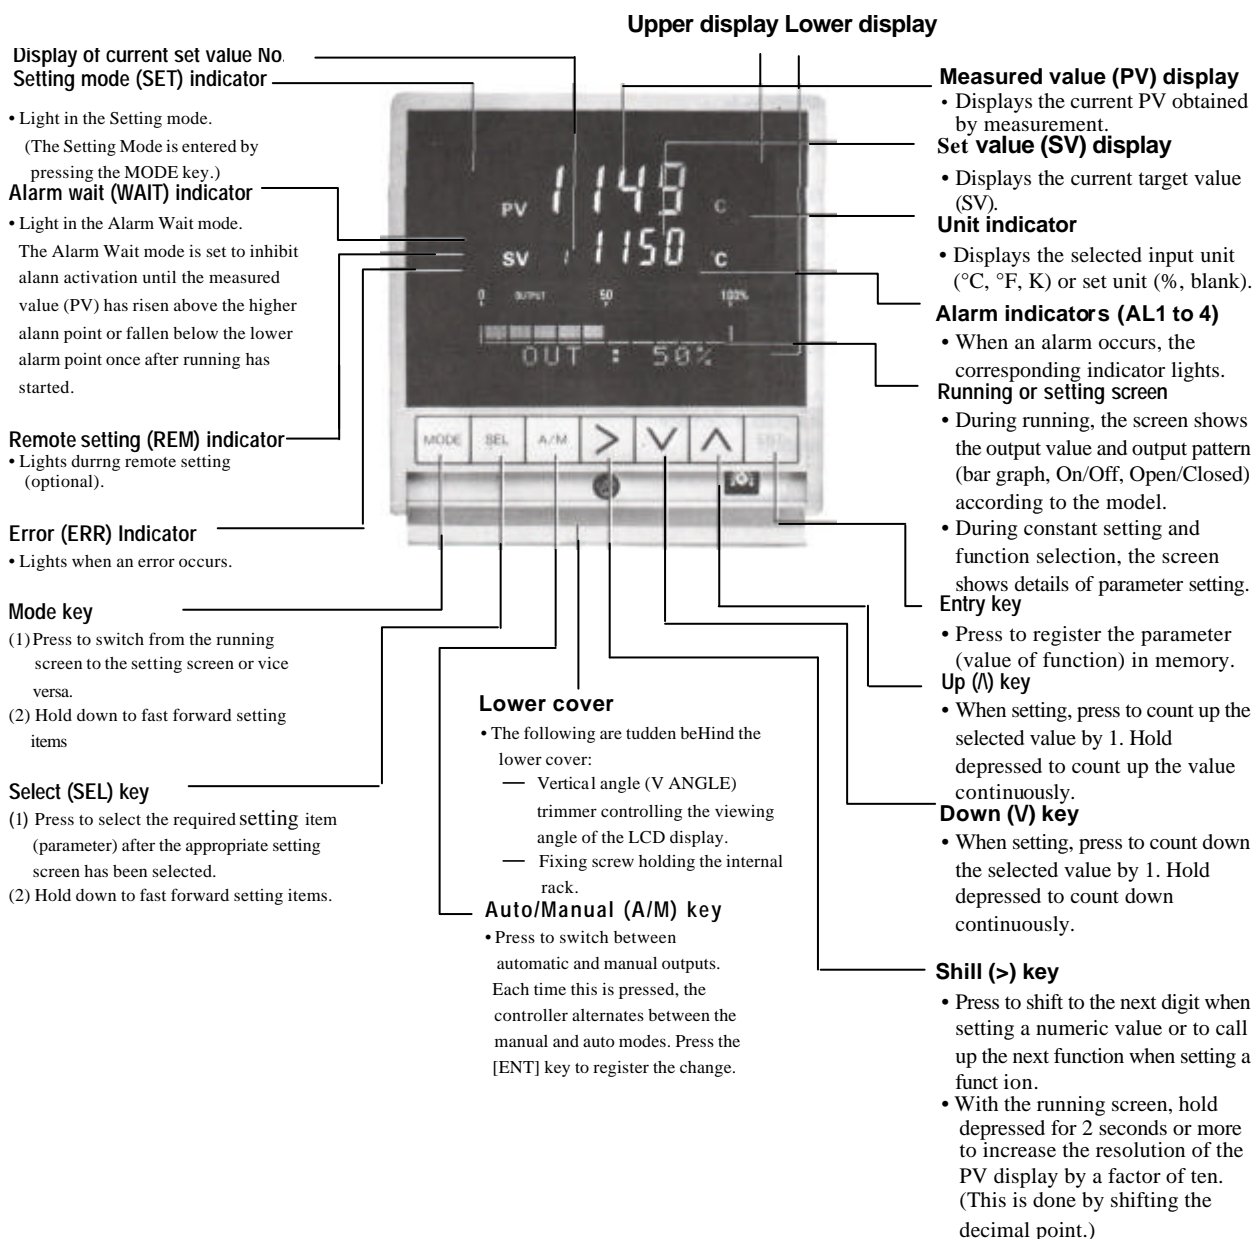 Upper display Lower display
Display of current set value No.
Setting mode (SET) indicator
• Light in the Setting mode.
(The Setting Mode is entered by
pressing the MODE key.)
Alarm wait (WAIT) indicator
• Light in the Alarm Wait mode.
The Alarm Wait mode is set to inhibit
alann activation until the measured
value (PV) has risen above the higher
alann point or fallen below the lower
alarm point once after running has
started.
Remote setting (REM) indicator
• Lights durrng remote setting
(optional).
Error (ERR) Indicator
• Lights when an error occurs.
Mode key
(1) Press to switch from the running
screen to the setting screen or vice
versa.
(2) Hold down to fast forward setting
items
Select (SEL) key
(1) Press to select the required setting item
(parameter) after the appropriate setting
screen has been selected.
(2) Hold down to fast forward setting items.
PV 1149 C
SV 1 1150 °C
0 OUTPUT 50 100%
OUT : 50%
MODE SEL A/M > V Λ ENT
Lower cover
• The following are tudden beHind the
lower cover:
— Vertical angle (V ANGLE)
trimmer controlling the viewing
angle of the LCD display.
— Fixing screw holding the internal
rack.
Auto/Manual (A/M) key
• Press to switch between
automatic and manual outputs.
Each time this is pressed, the
controller alternates between the
manual and auto modes. Press the
[ENT] key to register the change.
Measured value (PV) display
• Displays the current PV obtained
by measurement.
Set value (SV) display
• Displays the current target value
(SV).
Unit indicator
• Displays the selected input unit
(°C, °F, K) or set unit (%, blank).
Alarm indicators (AL1 to 4)
• When an alarm occurs, the
corresponding indicator lights.
Running or setting screen
• During running, the screen shows
the output value and output pattern
(bar graph, On/Off, Open/Closed)
according to the model.
• During constant setting and
function selection, the screen
shows details of parameter setting.
Entry key
• Press to register the parameter
(value of function) in memory.
Up (/\) key
• When setting, press to count up the
selected value by 1. Hold
depressed to count up the value
continuously.
Down (\/) key
• When setting, press to count down
the selected value by 1. Hold
depressed to count down
continuously.
Shill (>) key
• Press to shift to the next digit when
setting a numeric value or to call
up the next function when setting a
funct ion.
• With the running screen, hold
depressed for 2 seconds or more
to increase the resolution of the
PV display by a factor of ten.
(This is done by shifting the
decimal point.)